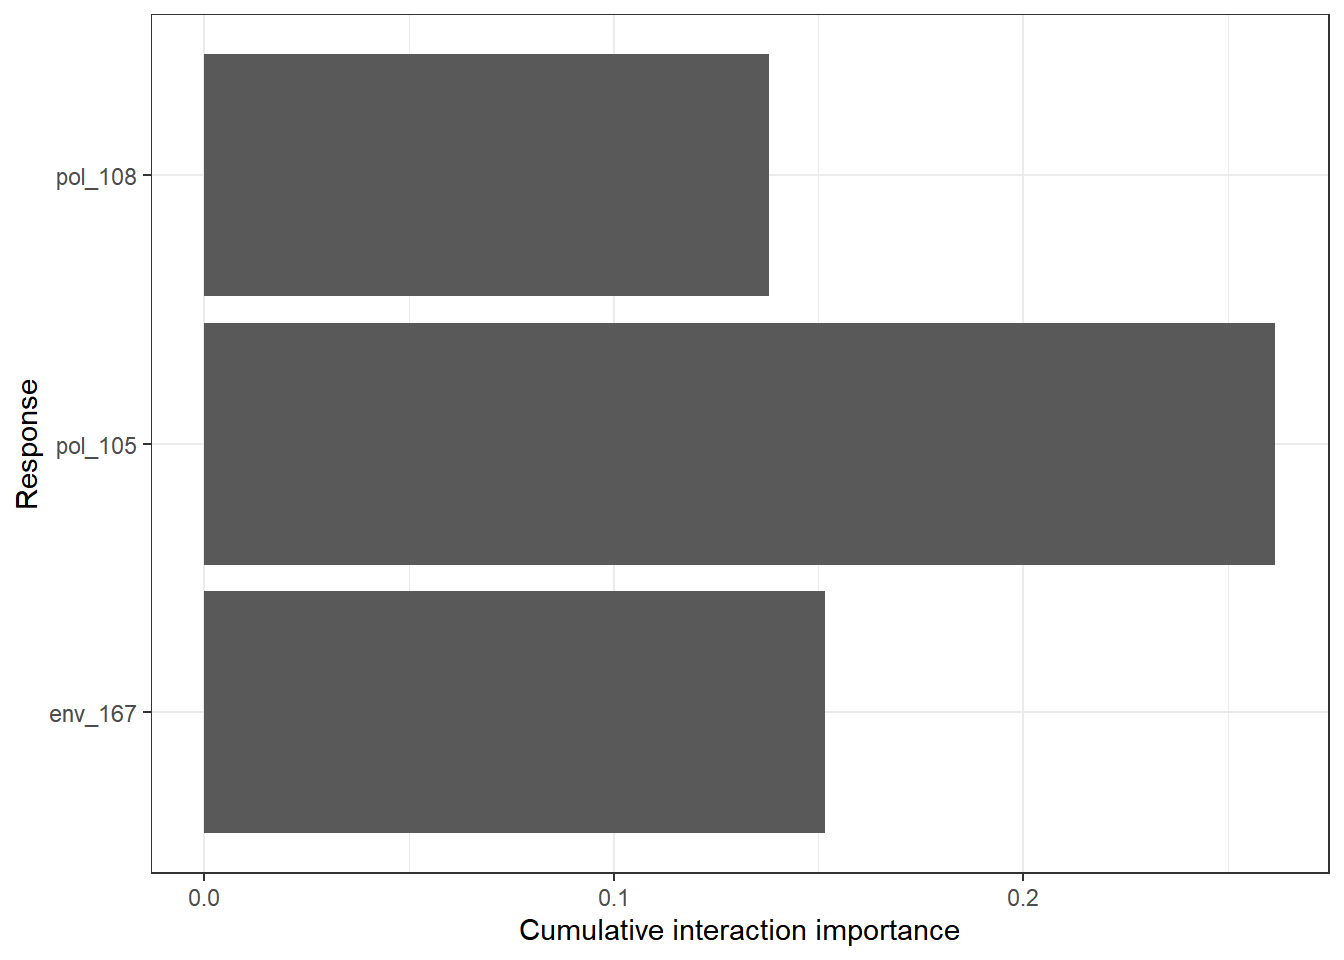 pol_108
pol_105
env_167
Response
0.0 0.1 0.2
Cumulative interaction importance